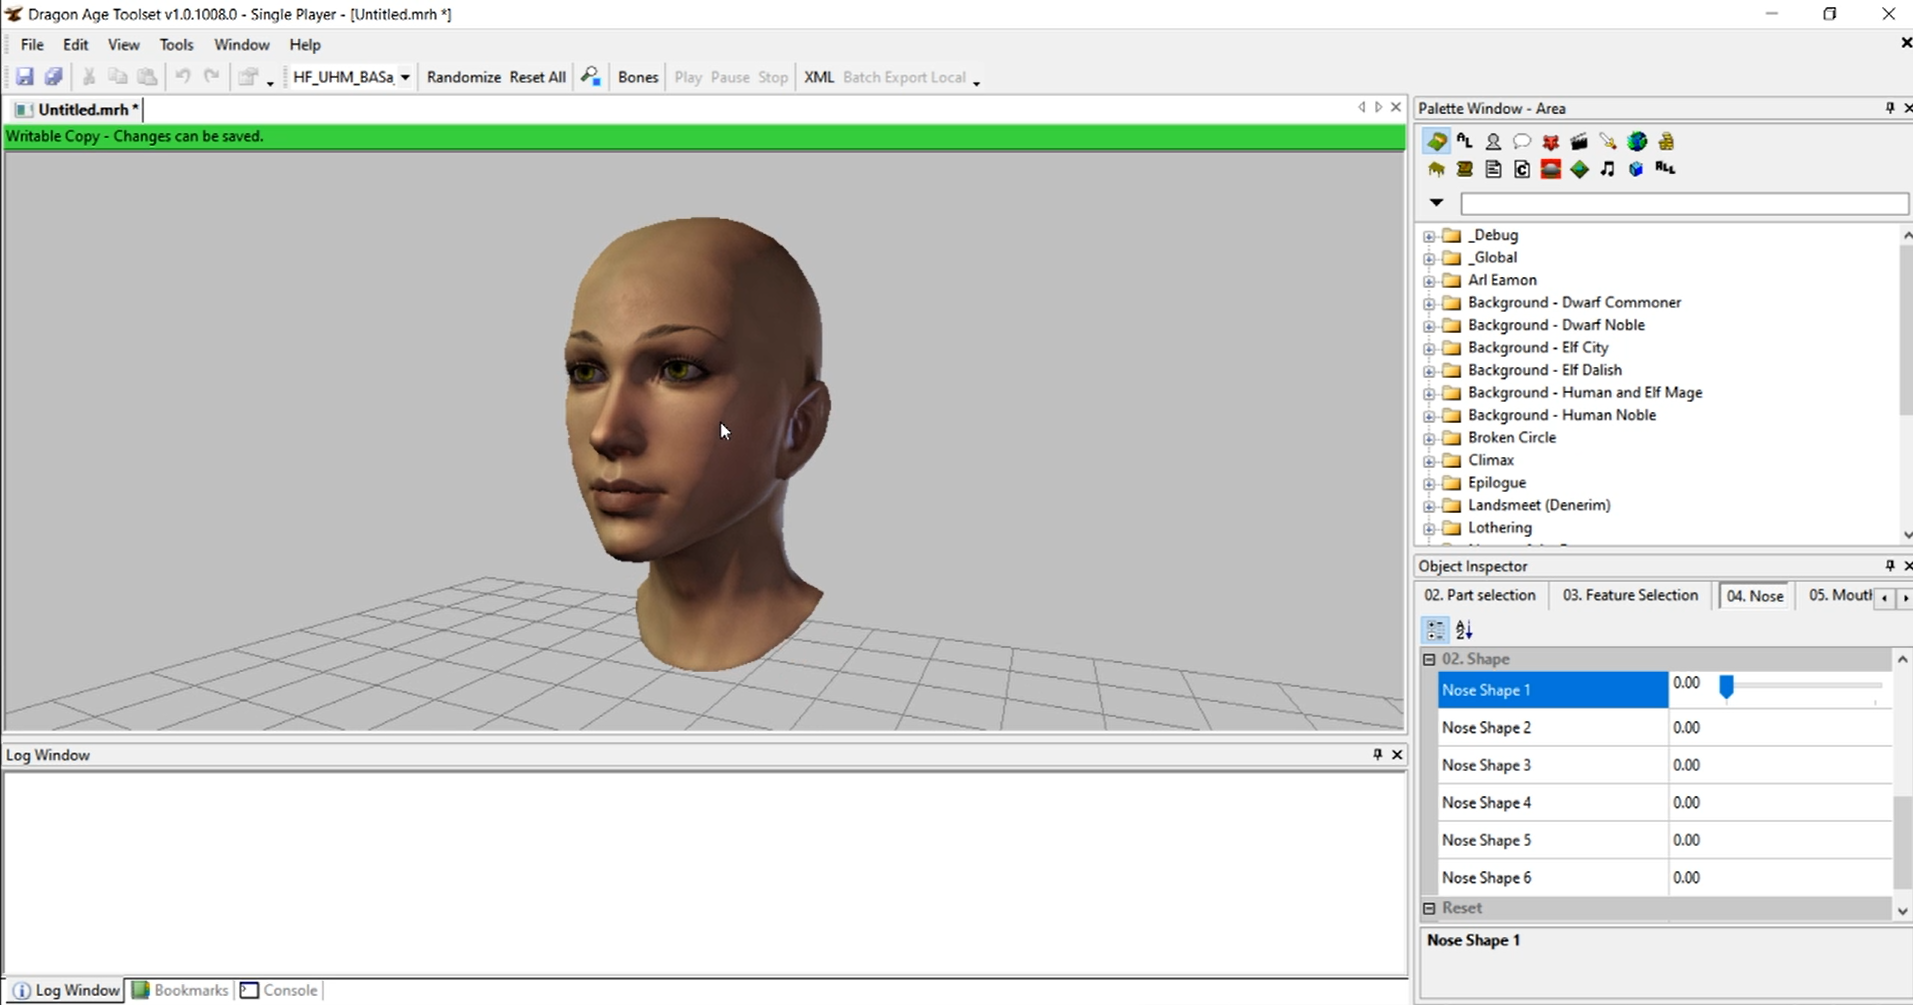 Dragon Age Toolset v1.0.1008.0 - Single Player - [Untitled.mrh *]
File Edit View Tools Window Help
HF_UHM_BASa Randomize Reset All Bones Play Pause Stop XML Batch Export Local
Untitled.mrh *
Writable Copy - Changes can be saved.
Palette Window - Area
_Debug
_Global
Arl Eamon
Background - Dwarf Commoner
Background - Dwarf Noble
Background - Elf City
Background - Elf Dalish
Background - Human and Elf Mage
Background - Human Noble
Broken Circle
Climax
Epilogue
Landsmeet (Denerim)
Lothering
Object Inspector
02. Part selection 03. Feature Selection 04. Nose 05. Mouth
02. Shape
Nose Shape 1 0.00
Nose Shape 2 0.00
Nose Shape 3 0.00
Nose Shape 4 0.00
Nose Shape 5 0.00
Nose Shape 6 0.00
Reset
Nose Shape 1
Log Window
Log Window Bookmarks Console